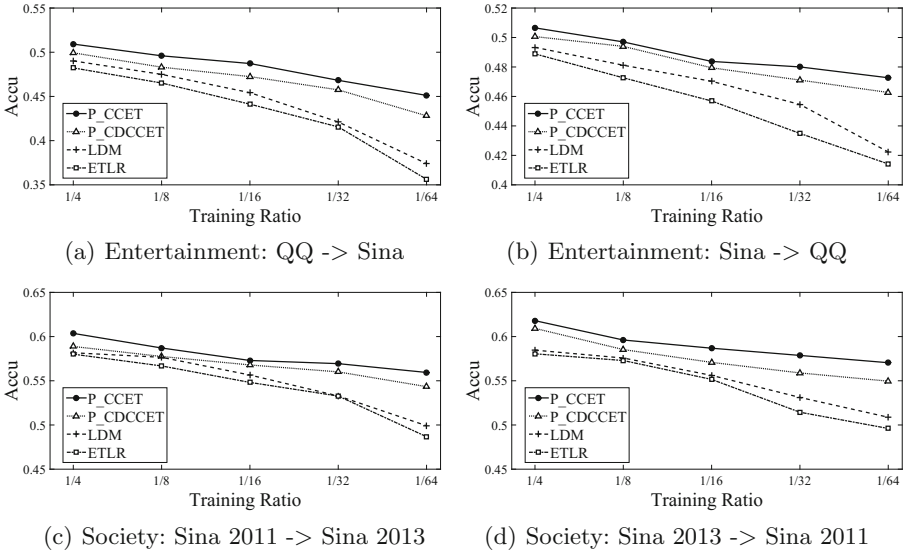 0.55
0.5
0.45
0.4
0.35
Accu
P_CCET
P_CDCCET
LDM
ETLR
1/4 1/8 1/16 1/32 1/64
Training Ratio
(a) Entertainment: QQ -> Sina
0.52
0.5
0.48
0.46
0.44
0.42
0.4
Accu
P_CCET
P_CDCCET
LDM
ETLR
1/4 1/8 1/16 1/32 1/64
Training Ratio
(b) Entertainment: Sina -> QQ
0.65
0.6
0.55
0.5
0.45
Accu
P_CCET
P_CDCCET
LDM
ETLR
1/4 1/8 1/16 1/32 1/64
Training Ratio
(c) Society: Sina 2011 -> Sina 2013
0.65
0.6
0.55
0.5
0.45
Accu
P_CCET
P_CDCCET
LDM
ETLR
1/4 1/8 1/16 1/32 1/64
Training Ratio
(d) Society: Sina 2013 -> Sina 2011